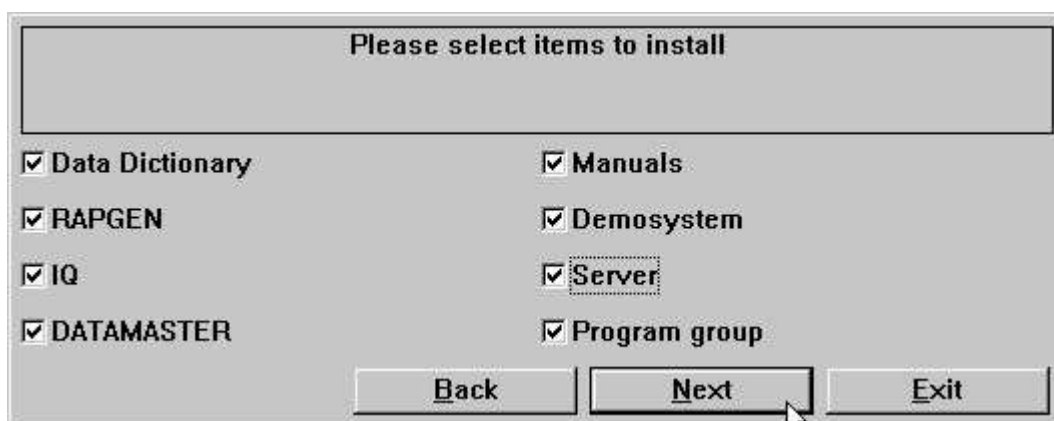 Please select items to install
Data Dictionary
Manuals
RAPGEN
Demosystem
IQ
Server
DATAMASTER
Program group
Back
Next
Exit